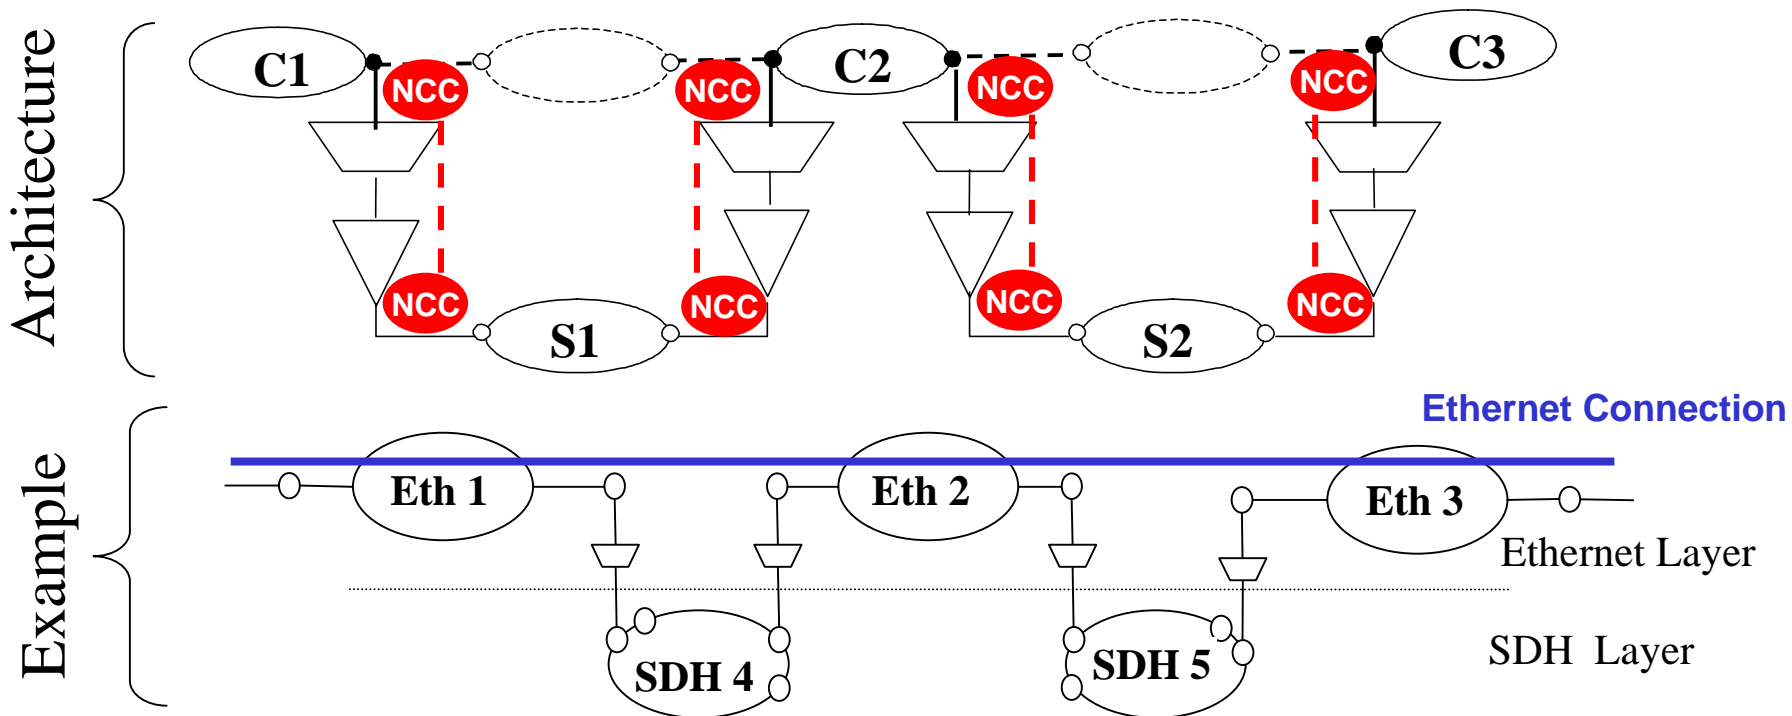 Architecture
C1
C2
C3
NCC
NCC
NCC
NCC
NCC
NCC
NCC
NCC
S1
S2
Example
Ethernet Connection
Eth 1
Eth 2
Eth 3
Ethernet Layer
SDH 4
SDH 5
SDH Layer